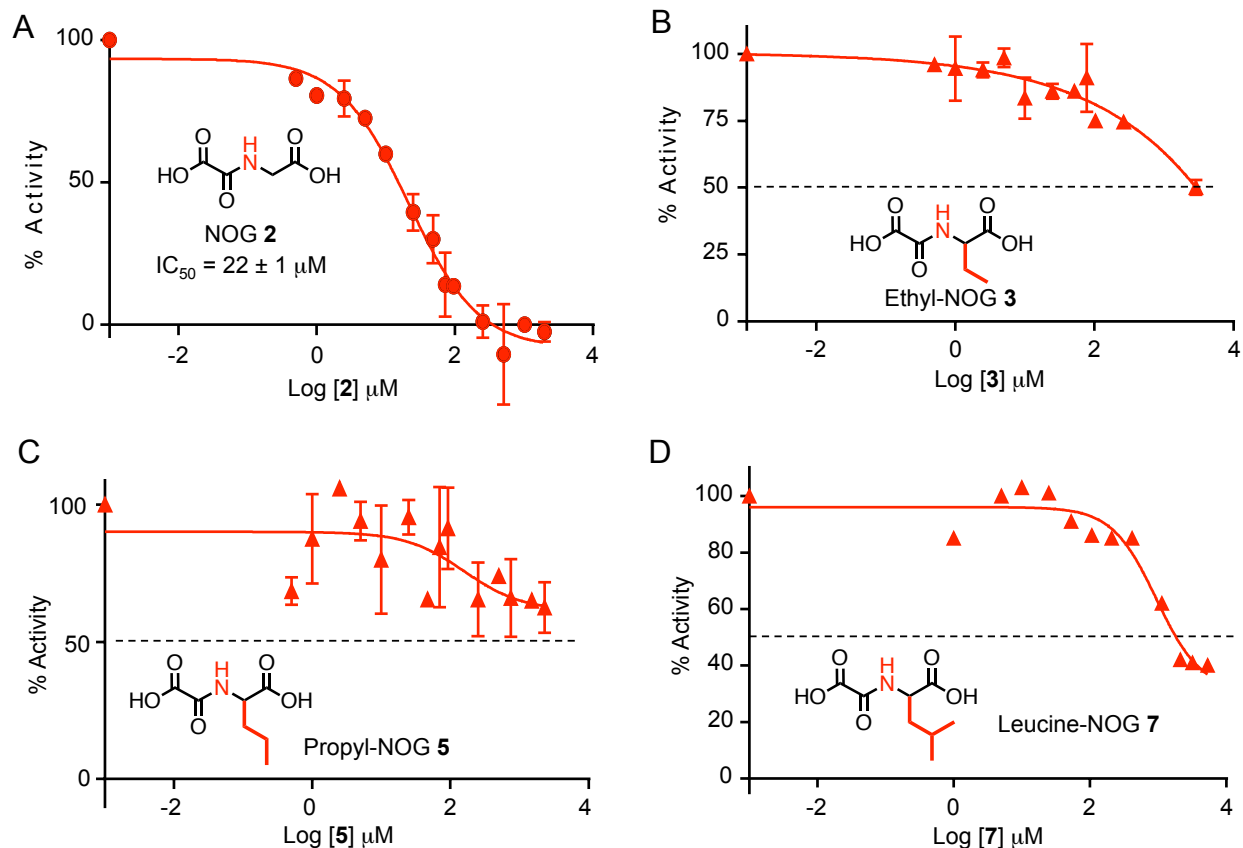 A
% Activity
100
50
0
-2
0
2
4
Log [2] μM
O
H
N
O
HO
OH
O
NOG 2
IC50 = 22 ± 1 μM
B
% Activity
100
75
50
25
0
-2
0
2
4
Log [3] μM
O
H
N
O
HO
OH
O
Ethyl-NOG 3
C
% Activity
100
50
0
-2
0
2
4
Log [5] μM
O
H
N
O
HO
OH
O
Propyl-NOG 5
D
% Activity
100
80
60
40
20
0
-2
0
2
4
Log [7] μM
O
H
N
O
HO
OH
O
Leucine-NOG 7